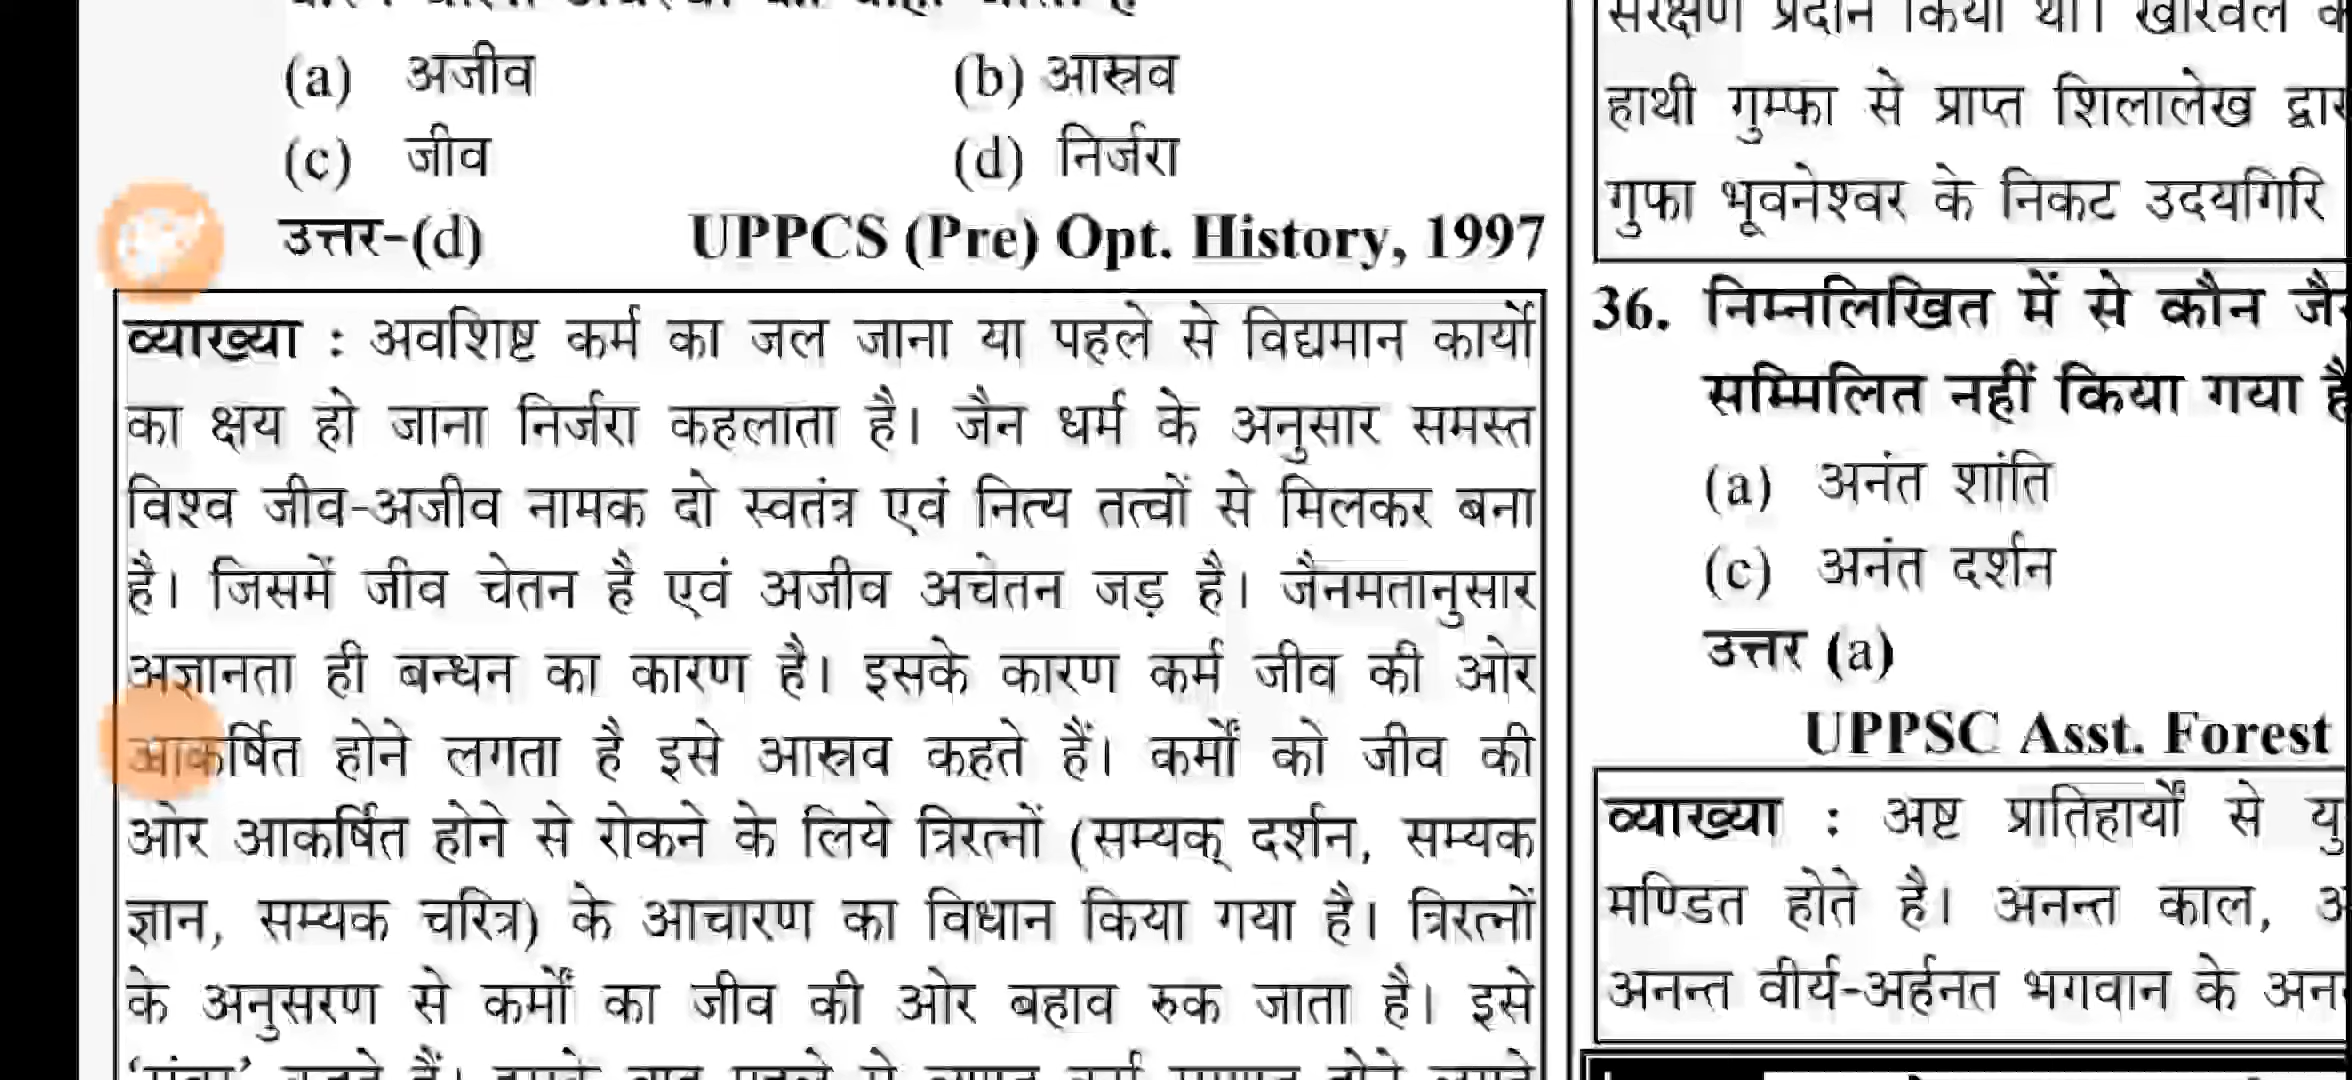 (a) अजीव (b) आस्रव
(c) जीव (d) निर्जरा
उत्तर-(d) UPPCS (Pre) Opt. History, 1997
व्याख्या : अवशिष्ट कर्म का जल जाना या पहले से विद्यमान कार्यों
का क्षय हो जाना निर्जरा कहलाता है। जैन धर्म के अनुसार समस्त
विश्व जीव-अजीव नामक दो स्वतंत्र एवं नित्य तत्वों से मिलकर बना
है। जिसमें जीव चेतन है एवं अजीव अचेतन जड़ है। जैनमतानुसार
अज्ञानता ही बन्धन का कारण है। इसके कारण कर्म जीव की ओर
आकर्षित होने लगता है इसे आस्रव कहते हैं। कर्मों को जीव की
ओर आकर्षित होने से रोकने के लिये त्रिरत्नों (सम्यक् दर्शन, सम्यक
ज्ञान, सम्यक चरित्र) के आचारण का विधान किया गया है। त्रिरत्नों
के अनुसरण से कर्मों का जीव की ओर बहाव रुक जाता है। इसे
संरक्षण प्रदान किया था। खारवेल
हाथी गुम्फा से प्राप्त शिलालेख
गुफा भूवनेश्वर के निकट उदयगिरि
36. निम्नलिखित में से कौन
सम्मिलित नहीं किया गया है
(a) अनंत शांति
(c) अनंत दर्शन
उत्तर (a)
UPPSC Asst. Forest
व्याख्या : अष्ट प्रातिहार्यों से
मण्डित होते है। अनन्त काल,
अनन्त वीर्य-अर्हनत भगवान के